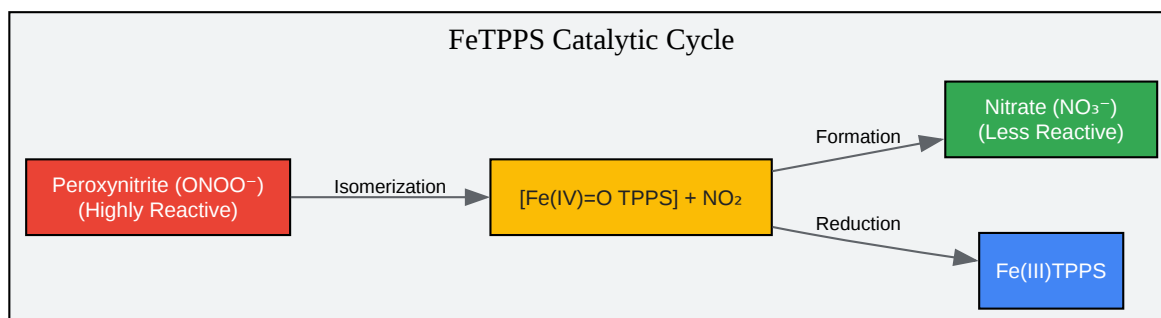 FeTPPS Catalytic Cycle
Peroxynitrite (ONOO⁻)
(Highly Reactive)
Isomerization
[Fe(IV)=O TPPS] + NO₂
Formation
Nitrate (NO₃⁻)
(Less Reactive)
Reduction
Fe(III)TPPS